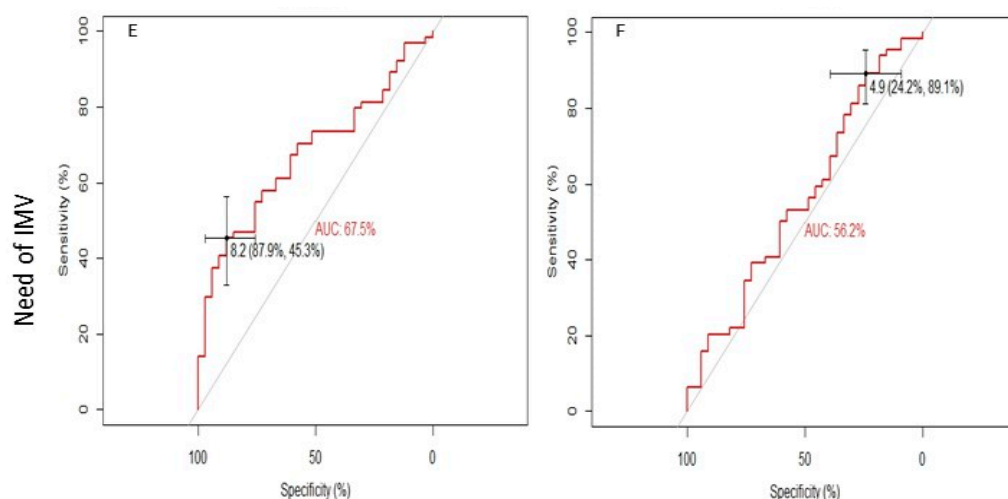 Need of IMV
E
Sensitivity (%)
100
80
60
40
20
0
AUC: 67.5%
8.2 (87.9%, 45.3%)
100
50
0
Specificity (%)
F
Sensitivity (%)
100
80
60
40
20
0
4.9 (24.2%, 89.1%)
AUC: 56.2%
100
50
0
Specificity (%)